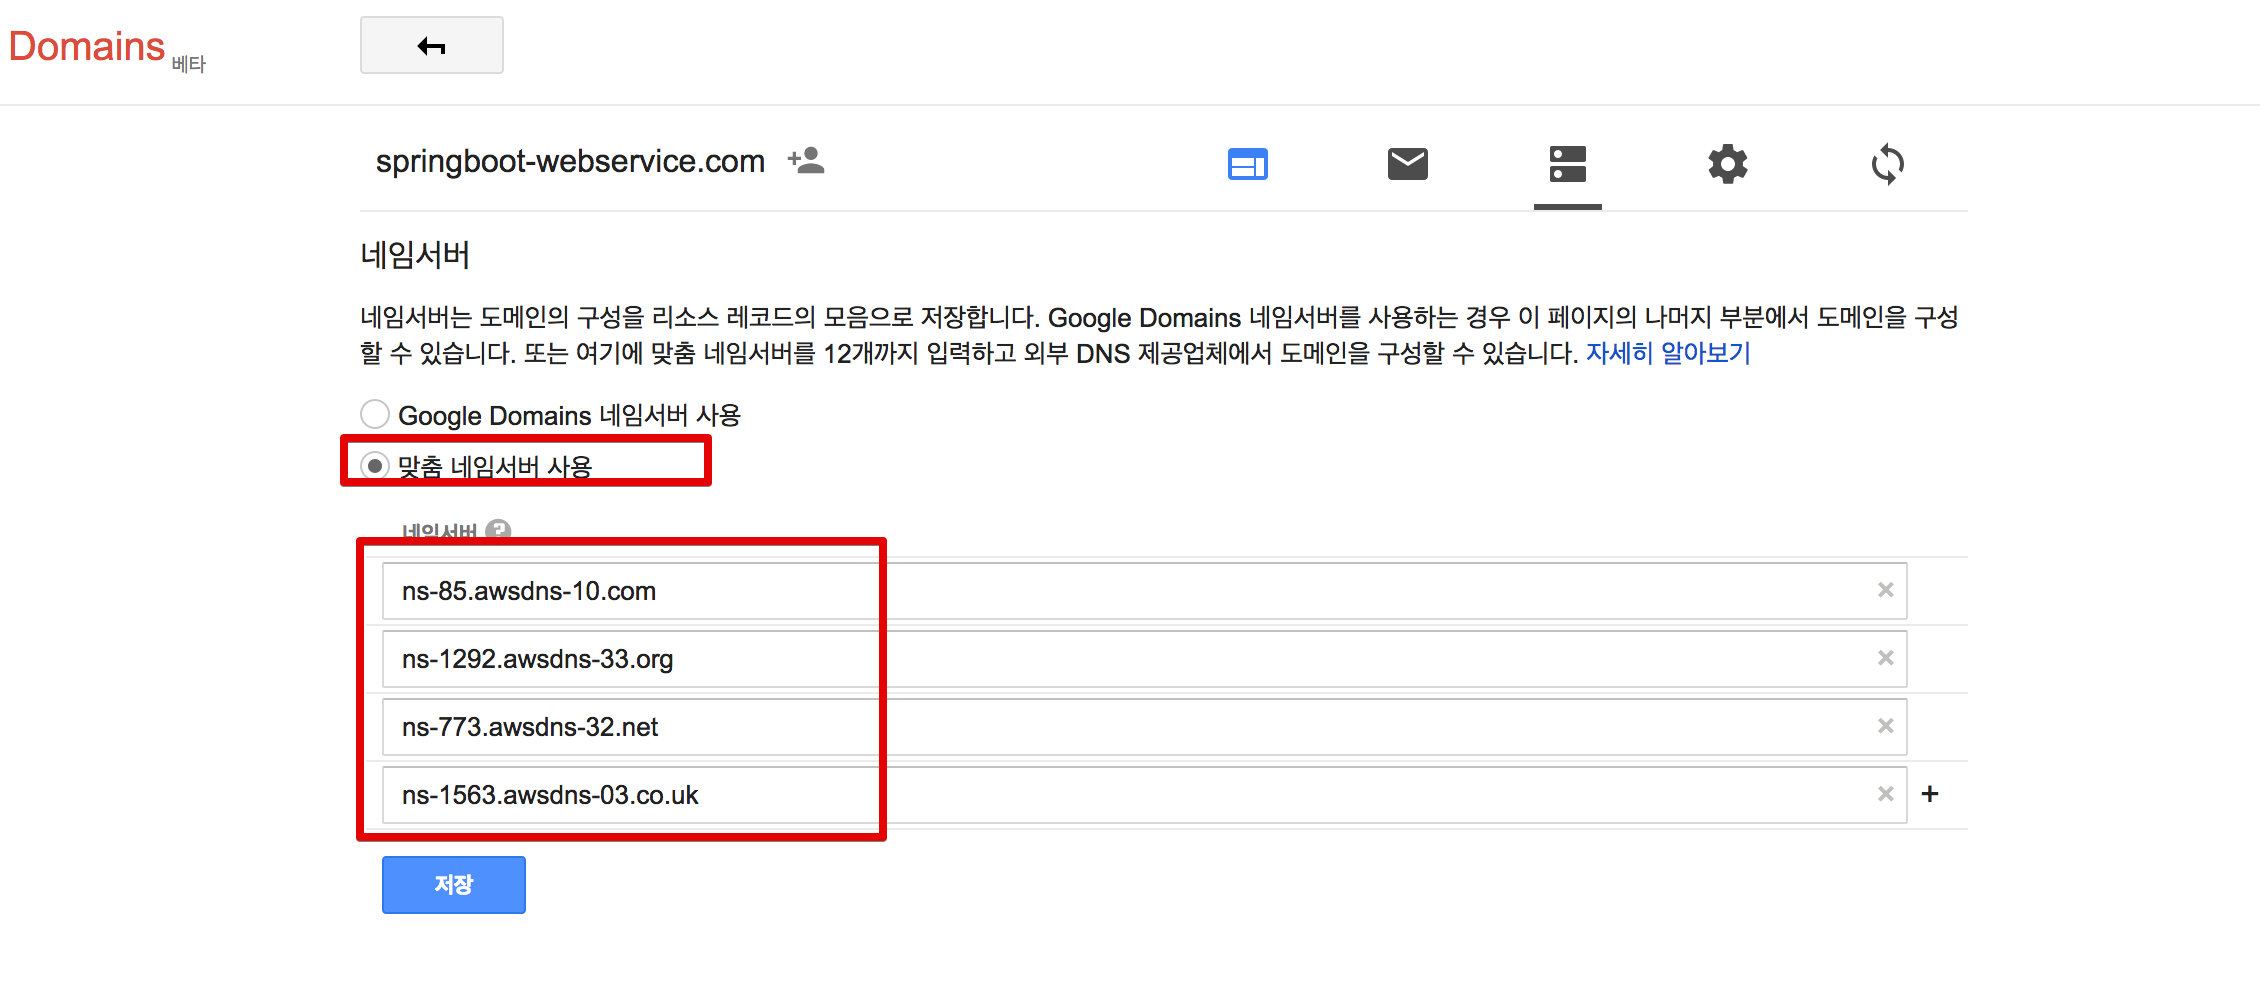 Domains 베타
springboot-webservice.com
네임서버
네임서버는 도메인의 구성을 리소스 레코드의 모음으로 저장합니다. Google Domains 네임서버를 사용하는 경우 이 페이지의 나머지 부분에서 도메인을 구성
할 수 있습니다. 또는 여기에 맞춤 네임서버를 12개까지 입력하고 외부 DNS 제공업체에서 도메인을 구성할 수 있습니다. 자세히 알아보기
Google Domains 네임서버 사용
맞춤 네임서버 사용
네임서버 ?
ns-85.awsdns-10.com
ns-1292.awsdns-33.org
ns-773.awsdns-32.net
ns-1563.awsdns-03.co.uk
저장